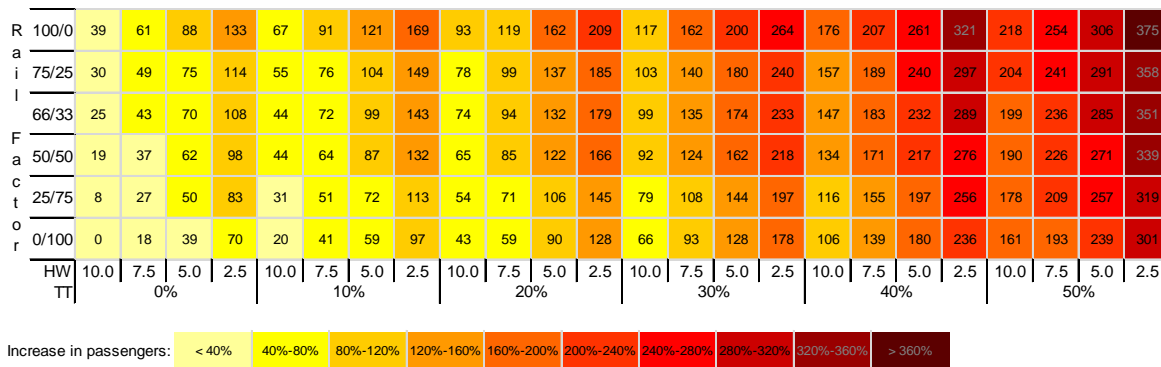 Rail Factor
100/0 39 61 88 133 67 91 121 169 93 119 162 209 117 162 200 264 176 207 261 321 218 254 306 375
75/25 30 49 75 114 55 76 104 149 78 99 137 185 103 140 180 240 157 189 240 297 204 241 291 358
66/33 25 43 70 108 44 72 99 143 74 94 132 179 99 135 174 233 147 183 232 289 199 236 285 351
50/50 19 37 62 98 44 64 87 132 65 85 122 166 92 124 162 218 134 171 217 276 190 226 271 339
25/75 8 27 50 83 31 51 72 113 54 71 106 145 79 108 144 197 116 155 197 256 178 209 257 319
0/100 0 18 39 70 20 41 59 97 43 59 90 128 66 93 128 178 106 139 180 236 161 193 239 301
HW 10.0 7.5 5.0 2.5 10.0 7.5 5.0 2.5 10.0 7.5 5.0 2.5 10.0 7.5 5.0 2.5 10.0 7.5 5.0 2.5 10.0 7.5 5.0 2.5
TT 0% 10% 20% 30% 40% 50%
Increase in passengers: < 40% 40%-80% 80%-120% 120%-160% 160%-200% 200%-240% 240%-280% 280%-320% 320%-360% > 360%